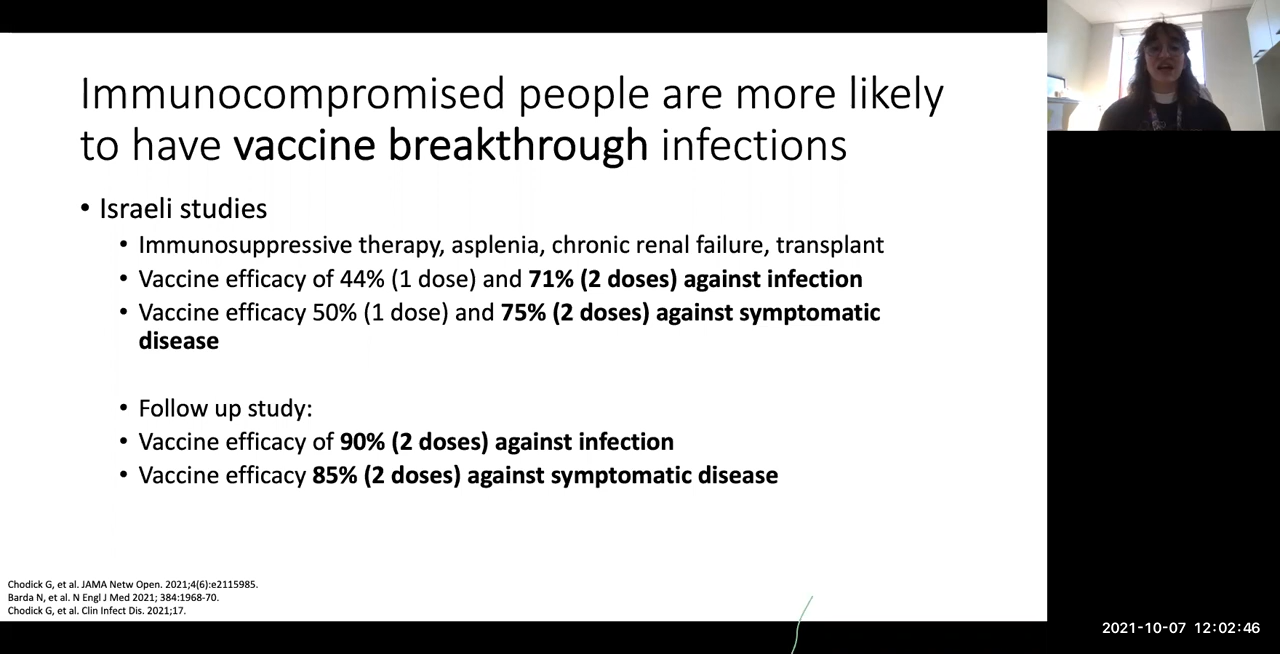 Immunocompromised people are more likely
to have vaccine breakthrough infections
• Israeli studies
• Immunosuppressive therapy, asplenia, chronic renal failure, transplant
• Vaccine efficacy of 44% (1 dose) and 71% (2 doses) against infection
• Vaccine efficacy 50% (1 dose) and 75% (2 doses) against symptomatic
disease
• Follow up study:
• Vaccine efficacy of 90% (2 doses) against infection
• Vaccine efficacy 85% (2 doses) against symptomatic disease
Chodick G, et al. JAMA Netw Open. 2021;4(6):e2115985.
Barda N, et al. N Engl J Med 2021; 384:1968-70.
Chodick G, et al. Clin Infect Dis. 2021;17.
2021-10-07 12:02:46